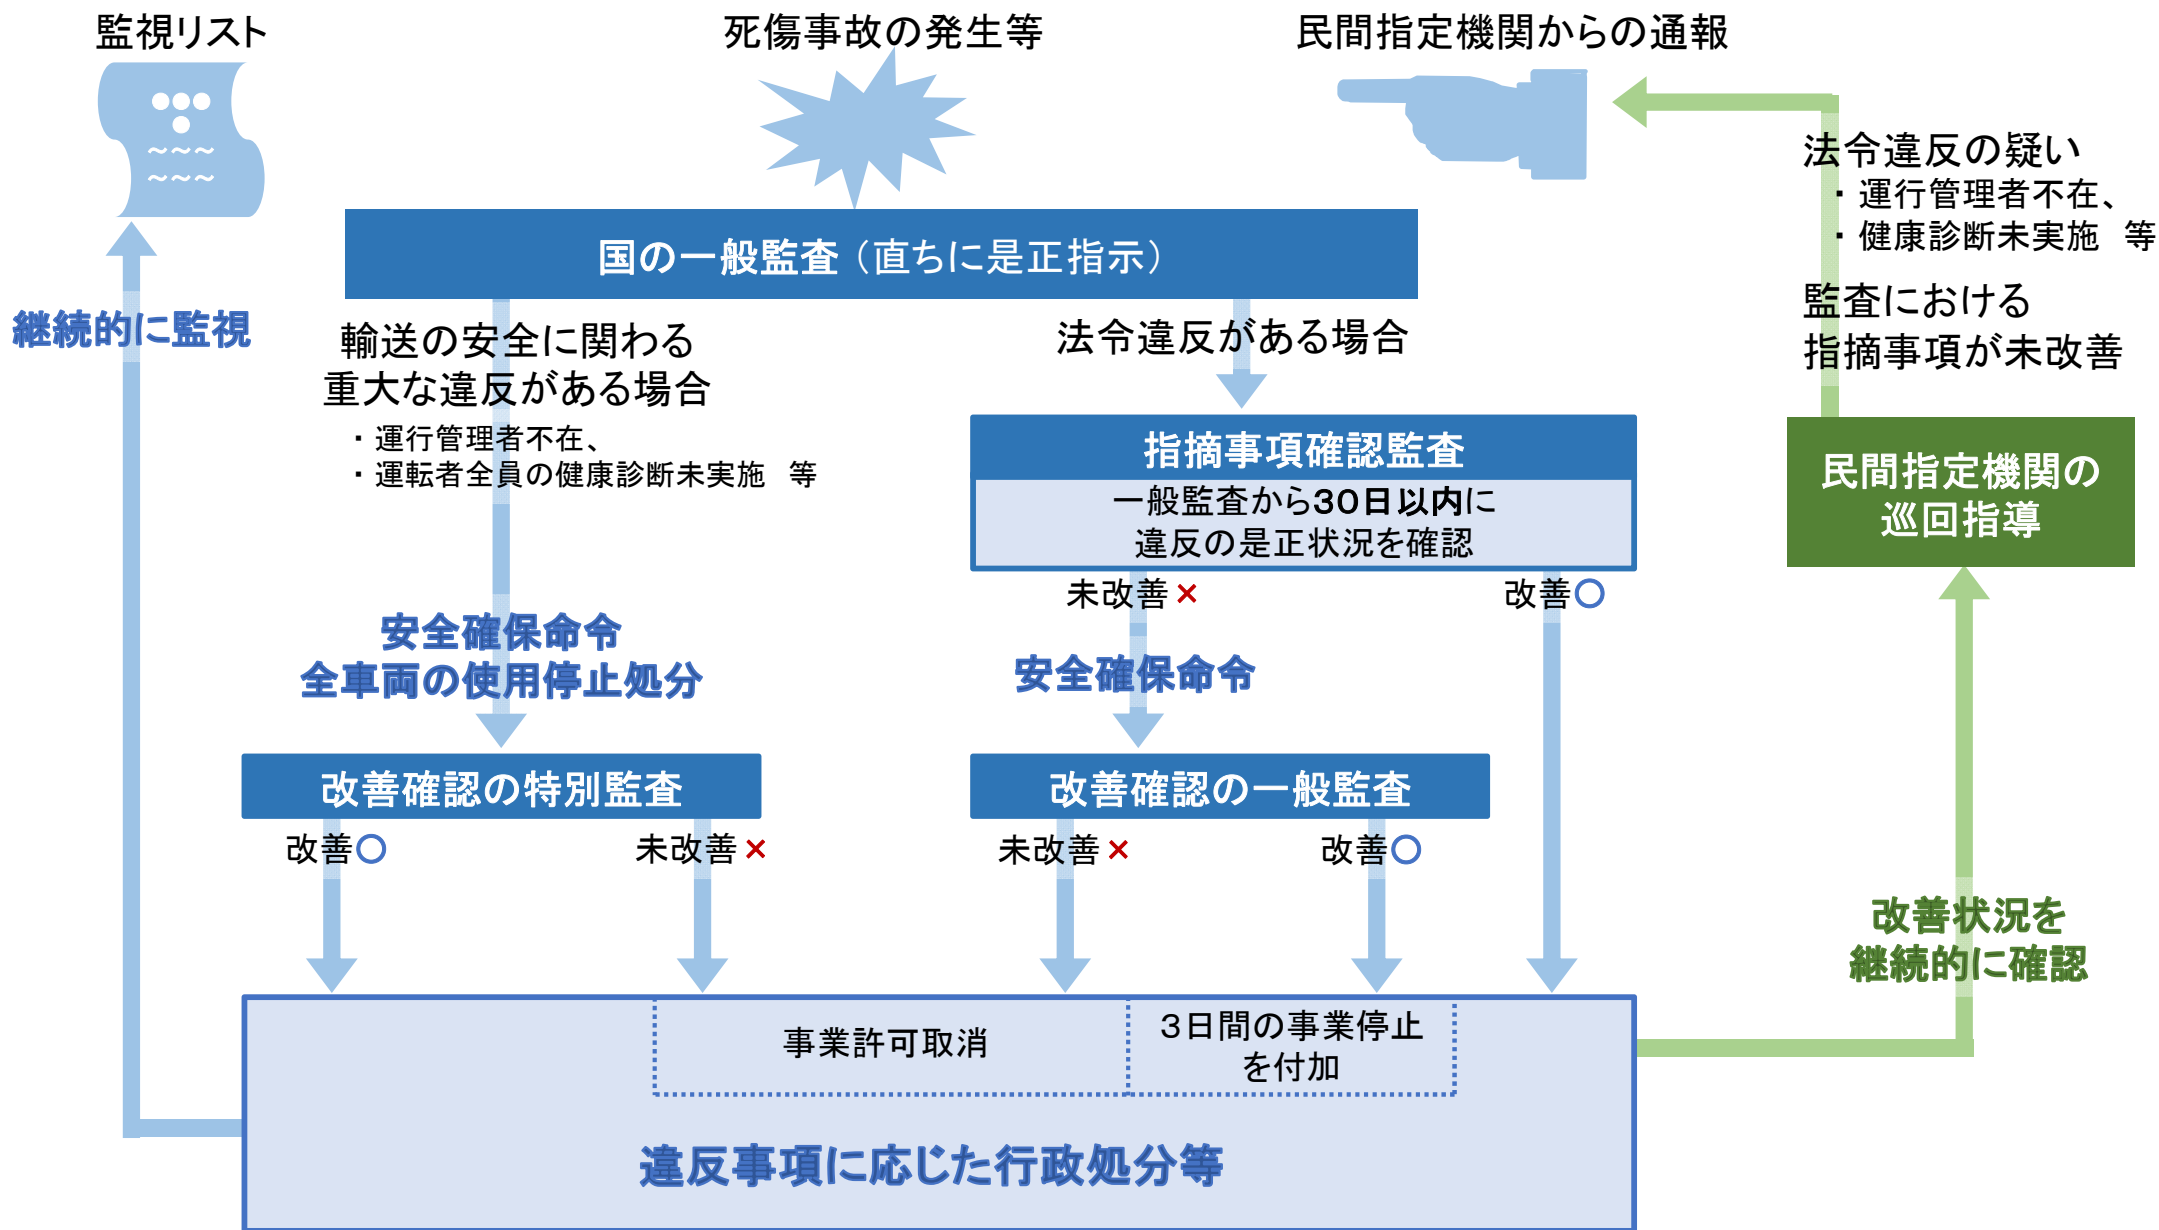 監視リスト
死傷事故の発生等
民間指定機関からの通報
法令違反の疑い
・運行管理者不在、
・健康診断未実施 等
監査における
指摘事項が未改善
国の一般監査（直ちに是正指示）
継続的に監視
輸送の安全に関わる
重大な違反がある場合
・運行管理者不在、
・運転者全員の健康診断未実施 等
法令違反がある場合
指摘事項確認監査
一般監査から30日以内に
違反の是正状況を確認
民間指定機関の
巡回指導
未改善×
改善○
安全確保命令
全車両の使用停止処分
安全確保命令
改善確認の特別監査
改善確認の一般監査
改善○
未改善×
未改善×
改善○
改善状況を
継続的に確認
事業許可取消
3日間の事業停止
を付加
違反事項に応じた行政処分等